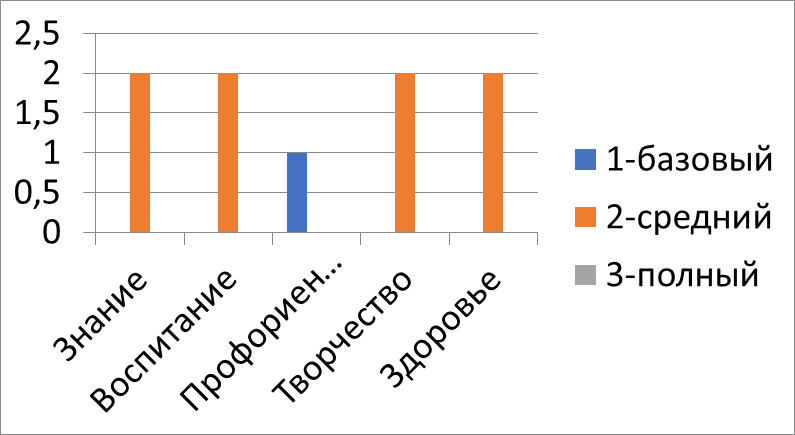 2,5
2
1,5
1
0,5
0
Знание
Воспитание
Профориен...
Творчество
Здоровье
1-базовый
2-средний
3-полный